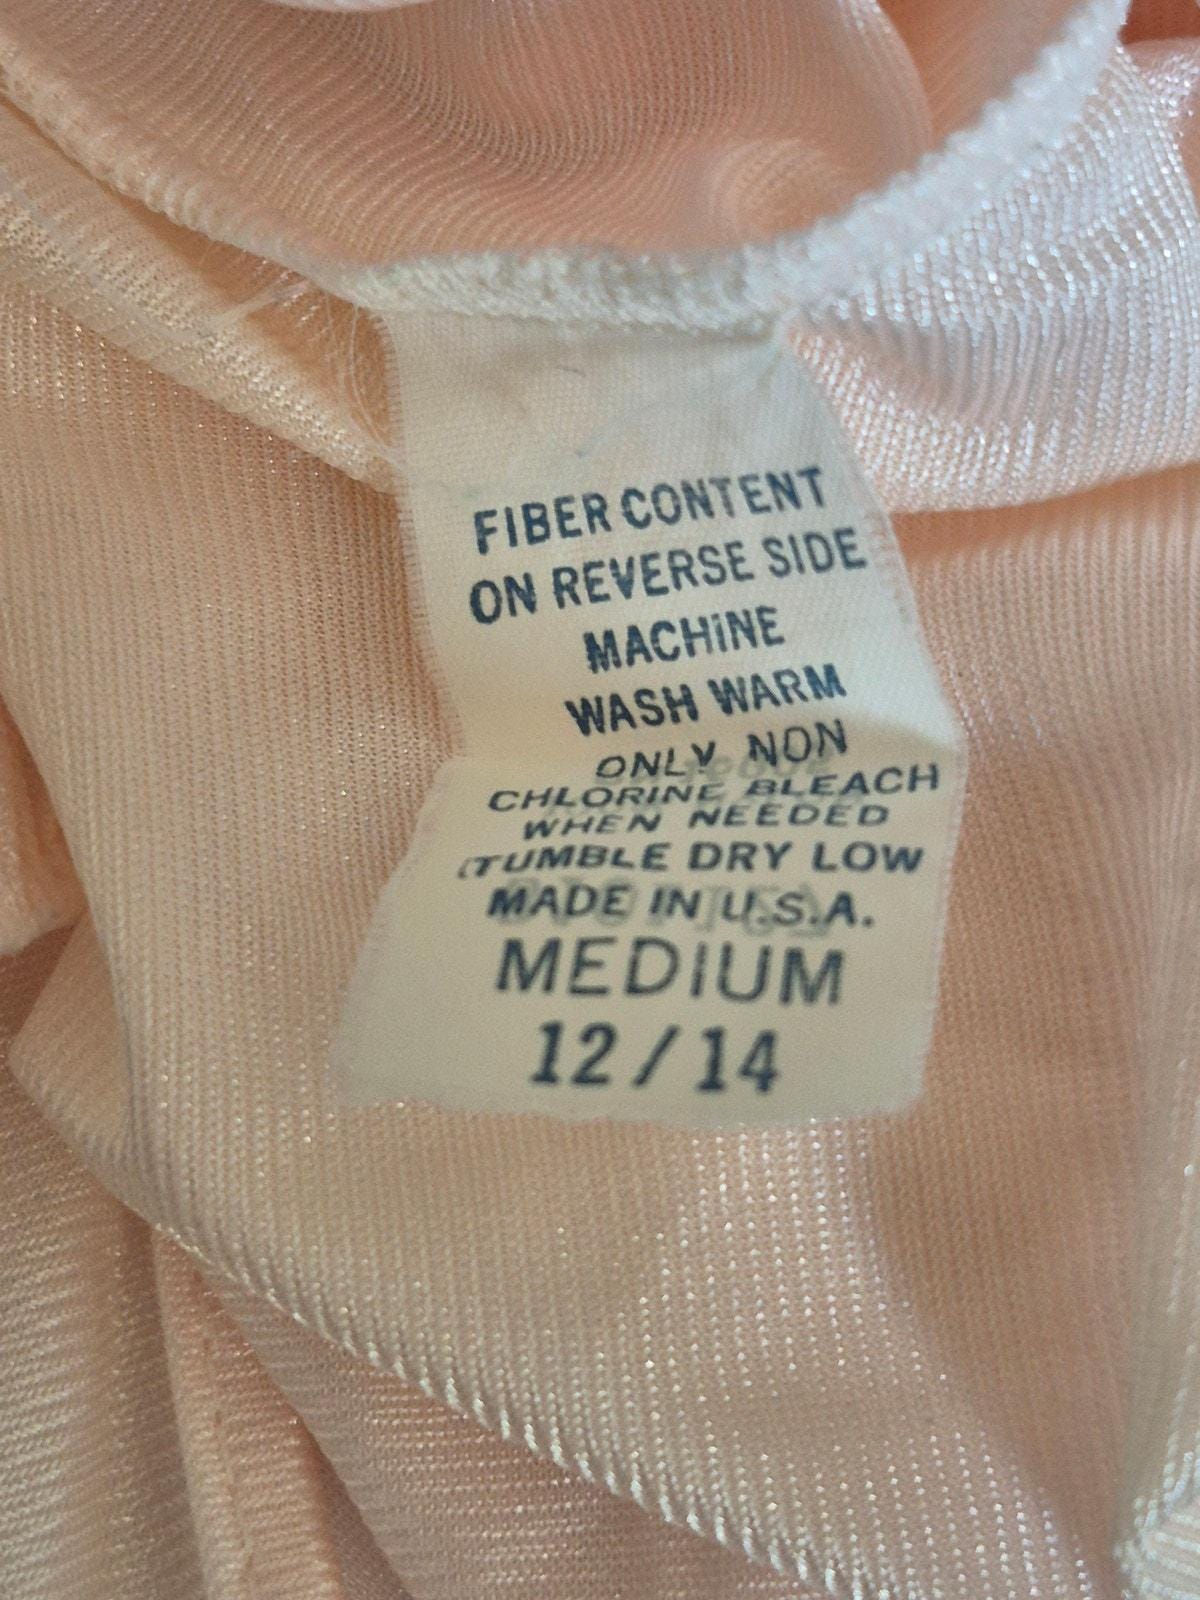 FIBER CONTENT
ON REVERSE SIDE
MACHINE
WASH WARM
ONLY NON
CHLORINE BLEACH
WHEN NEEDED
TUMBLE DRY LOW
MADE IN U.S.A.
MEDIUM
12/14